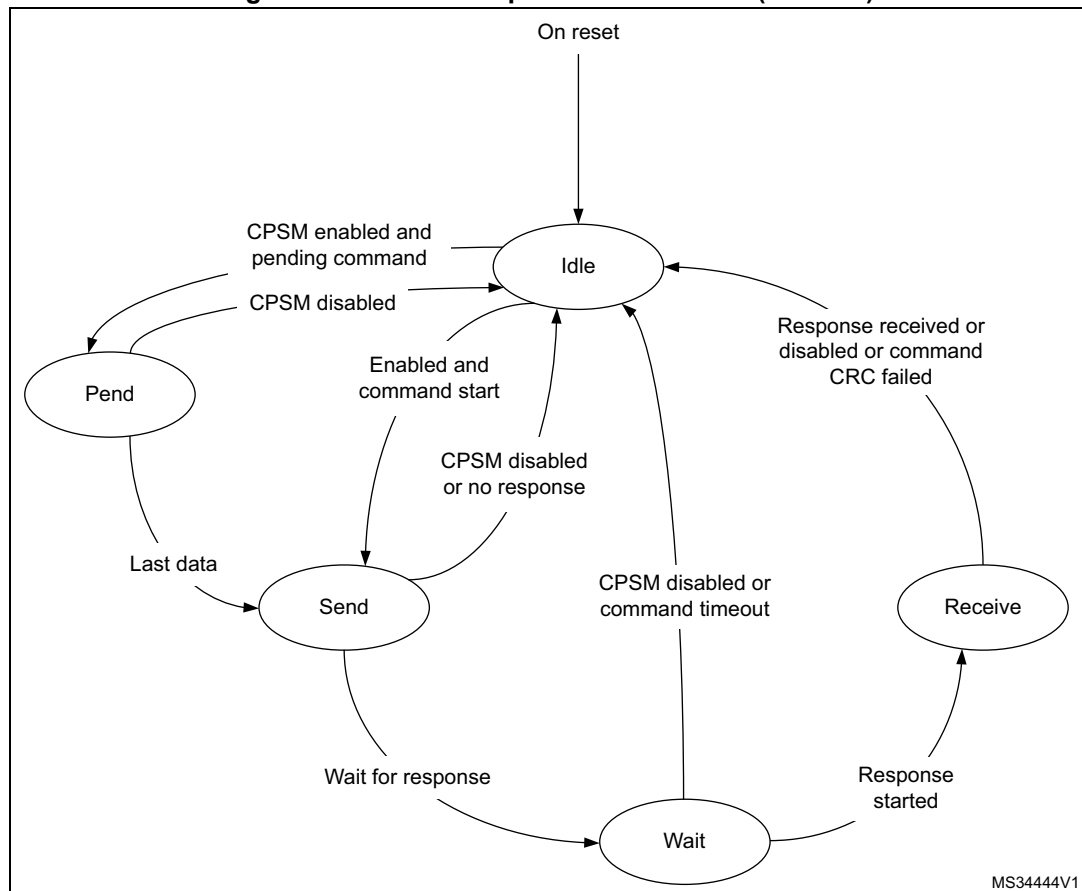 On reset
CPSM enabled and
pending command
Idle
CPSM disabled
Response received or
disabled or command
CRC failed
Enabled and
command start
Pend
CPSM disabled
or no response
Last data
CPSM disabled or
command timeout
Send
Receive
Wait for response
Response
started
Wait
MS34444V1